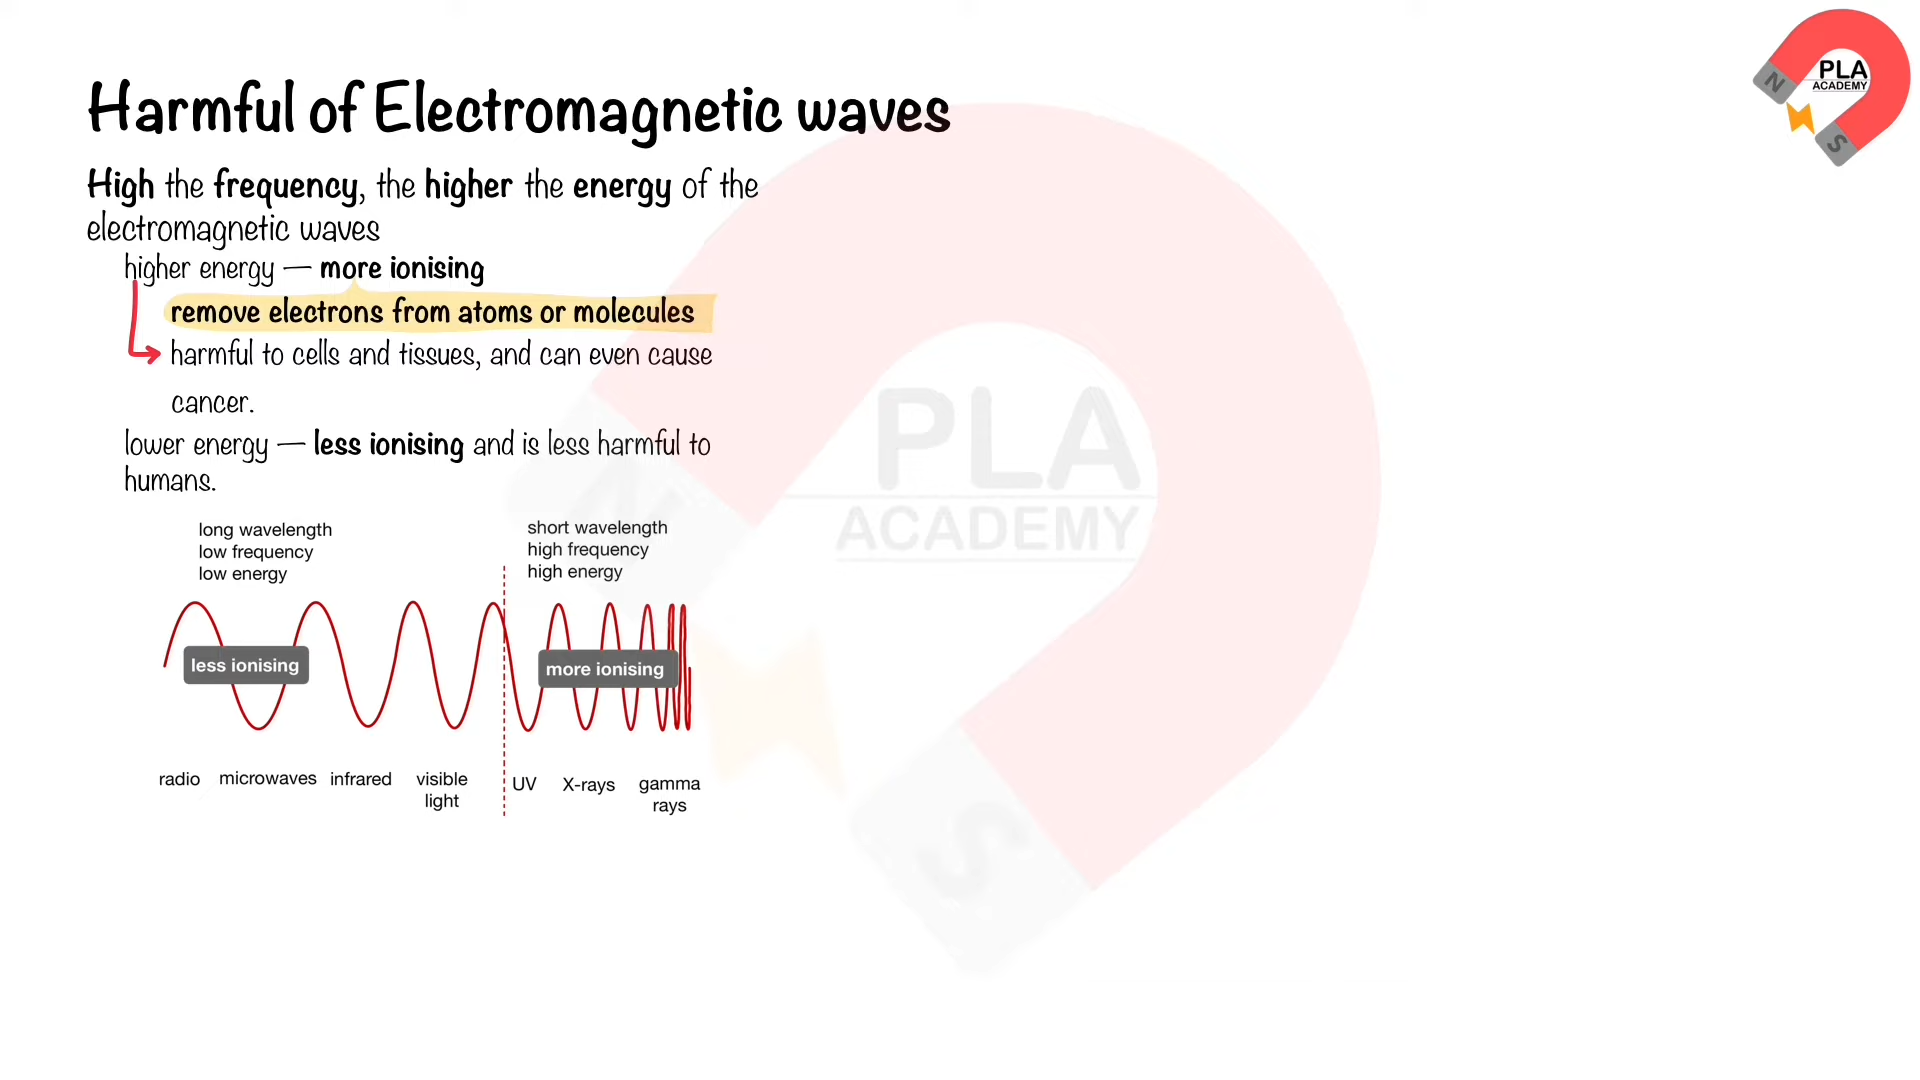 Harmful of Electromagnetic waves
High the frequency, the higher the energy of the
electromagnetic waves
higher energy — more ionising
remove electrons from atoms or molecules
harmful to cells and tissues, and can even cause
cancer.
lower energy — less ionising and is less harmful to
humans.
long wavelength
low frequency
low energy
short wavelength
high frequency
high energy
less ionising
more ionising
radio
microwaves
infrared
visible
light
UV
X-rays
gamma
rays
PLA
ACADEMY
N
S
PLA
ACADEMY
N
S